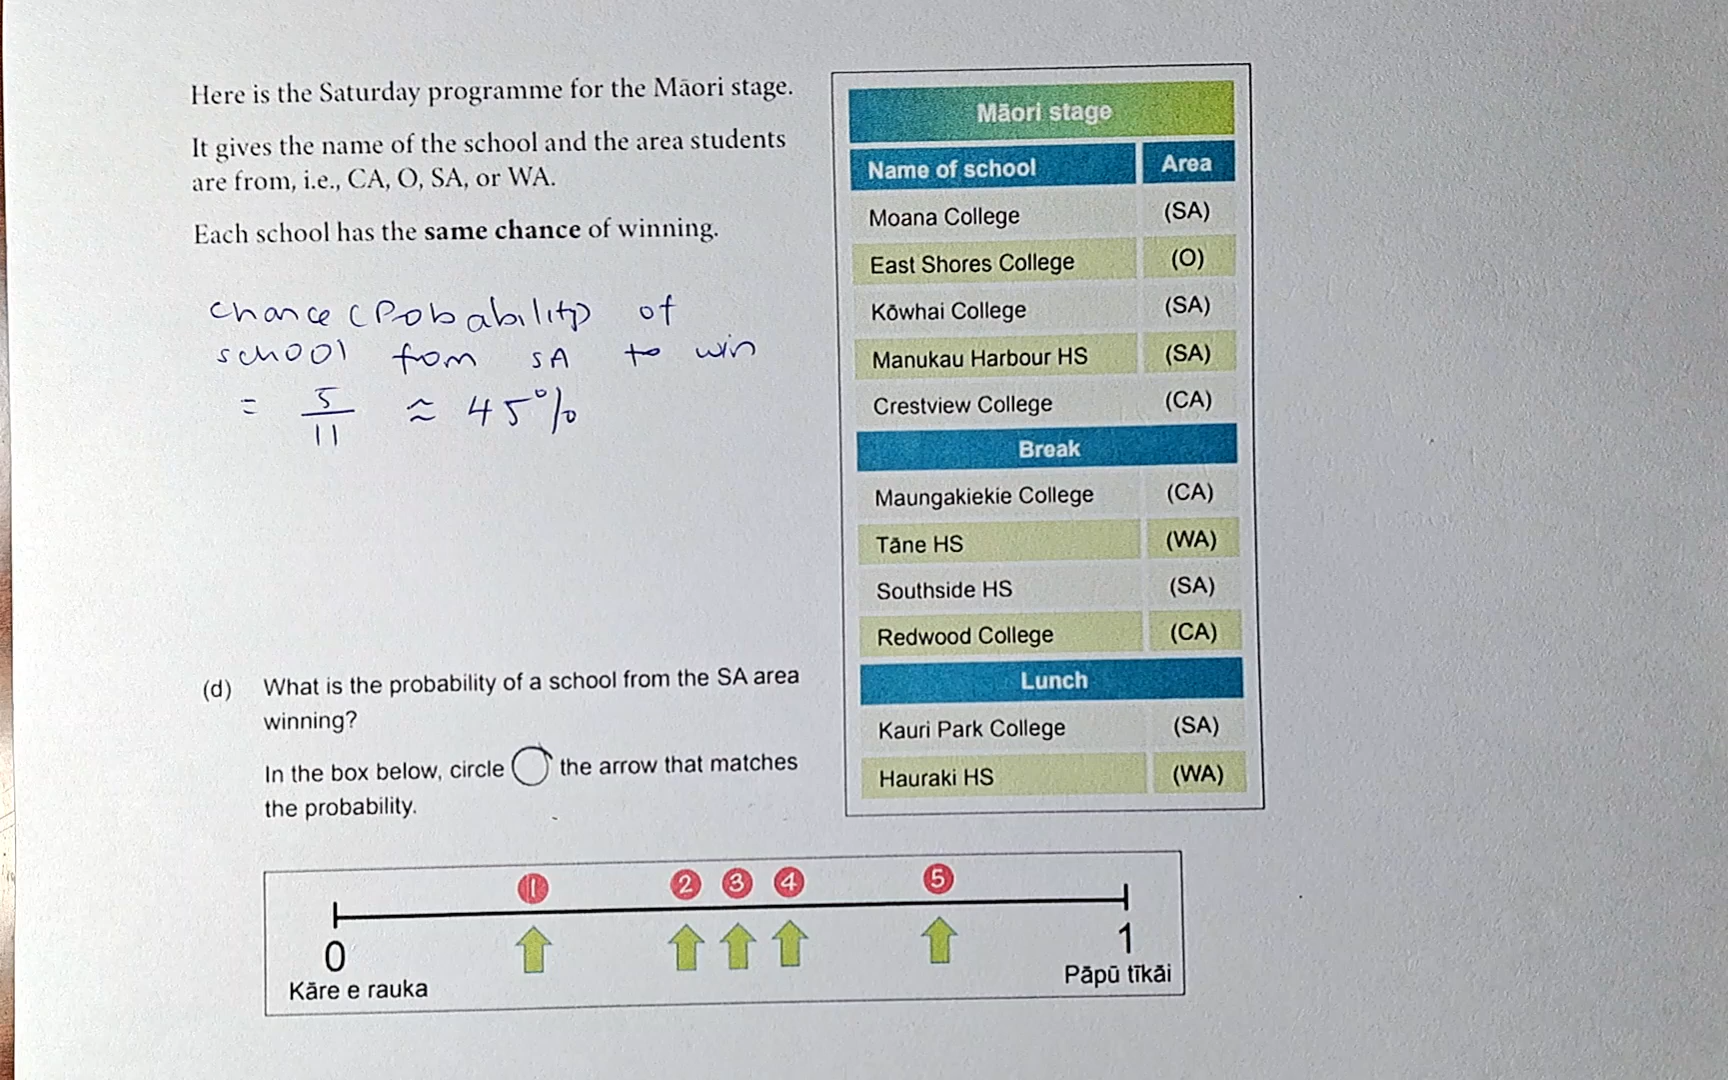 Here is the Saturday programme for the Māori stage.
It gives the name of the school and the area students
are from, i.e., CA, O, SA, or WA.
Each school has the same chance of winning.
chance (Pobability) of
school from SA to win
= 5/11 ≈ 45%
Māori stage
Name of school Area
Moana College (SA)
East Shores College (O)
Kōwhai College (SA)
Manukau Harbour HS (SA)
Crestview College (CA)
Break
Maungakiekie College (CA)
Tāne HS (WA)
Southside HS (SA)
Redwood College (CA)
Lunch
Kauri Park College (SA)
Hauraki HS (WA)
(d) What is the probability of a school from the SA area
winning?
In the box below, circle the arrow that matches
the probability.
1 2 3 4 5
0 1
Kāre e rauka Pāpū tīkāi